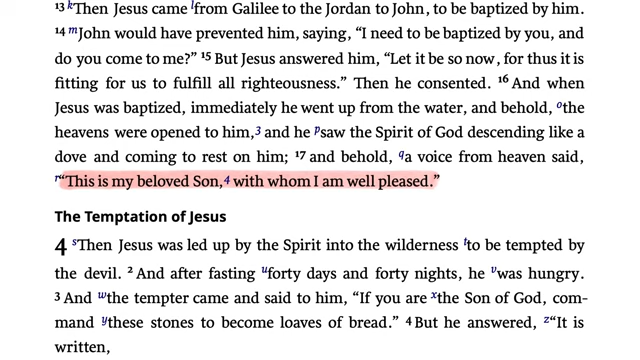 13 kThen Jesus came lfrom Galilee to the Jordan to John, to be baptized by him.
14 mJohn would have prevented him, saying, “I need to be baptized by you, and
do you come to me?” 15 But Jesus answered him, “Let it be so now, for thus it is
fitting for us to fulfill all righteousness.” Then he consented. 16 And when
Jesus was baptized, immediately he went up from the water, and behold, othe
heavens were opened to him,3 and he psaw the Spirit of God descending like a
dove and coming to rest on him; 17 and behold, qa voice from heaven said,
r“This is my beloved Son,4 with whom I am well pleased.”
The Temptation of Jesus
4 sThen Jesus was led up by the Spirit into the wilderness tto be tempted by
the devil. 2 And after fasting uforty days and forty nights, he vwas hungry.
3 And wthe tempter came and said to him, “If you are xthe Son of God, com-
mand ythese stones to become loaves of bread.” 4 But he answered, z“It is
written,